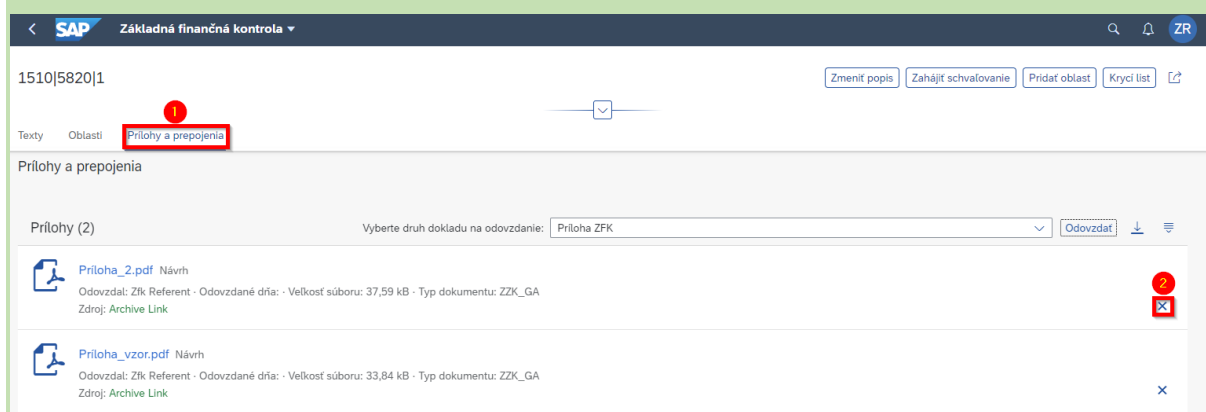 SAP Základná finančná kontrola ZR
1510|5820|1
Zmeniť popis Zahájiť schvaľovanie Pridať oblasť Krycí list
1
Texty Oblasti Prílohy a prepojenia
Prílohy a prepojenia
Prílohy (2) Vyberte druh dokladu na odovzdanie: Príloha ZFK Odovzdať
Príloha_2.pdf Návrh
Odovzdal: Zfk Referent · Odovzdané dňa: · Veľkosť súboru: 37,59 kB · Typ dokumentu: ZZK_GA
2
Zdroj: Archive Link
Príloha_vzor.pdf Návrh
Odovzdal: Zfk Referent · Odovzdané dňa: · Veľkosť súboru: 33,84 kB · Typ dokumentu: ZZK_GA
Zdroj: Archive Link